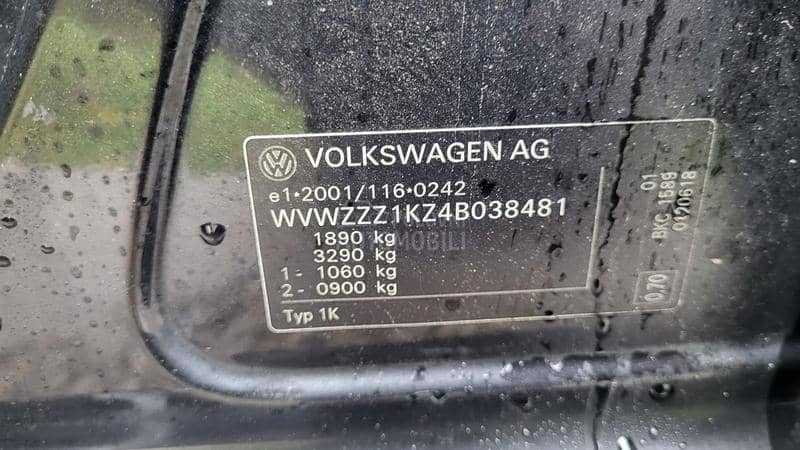 VOLKSWAGEN AG
e1•2001/116•0242
WVWZZZ1KZ4B038481
1890 kg
3290 kg
1- 1060 kg
2- 0900 kg
Typ 1K
01
BKC 1589
0120618
0,70